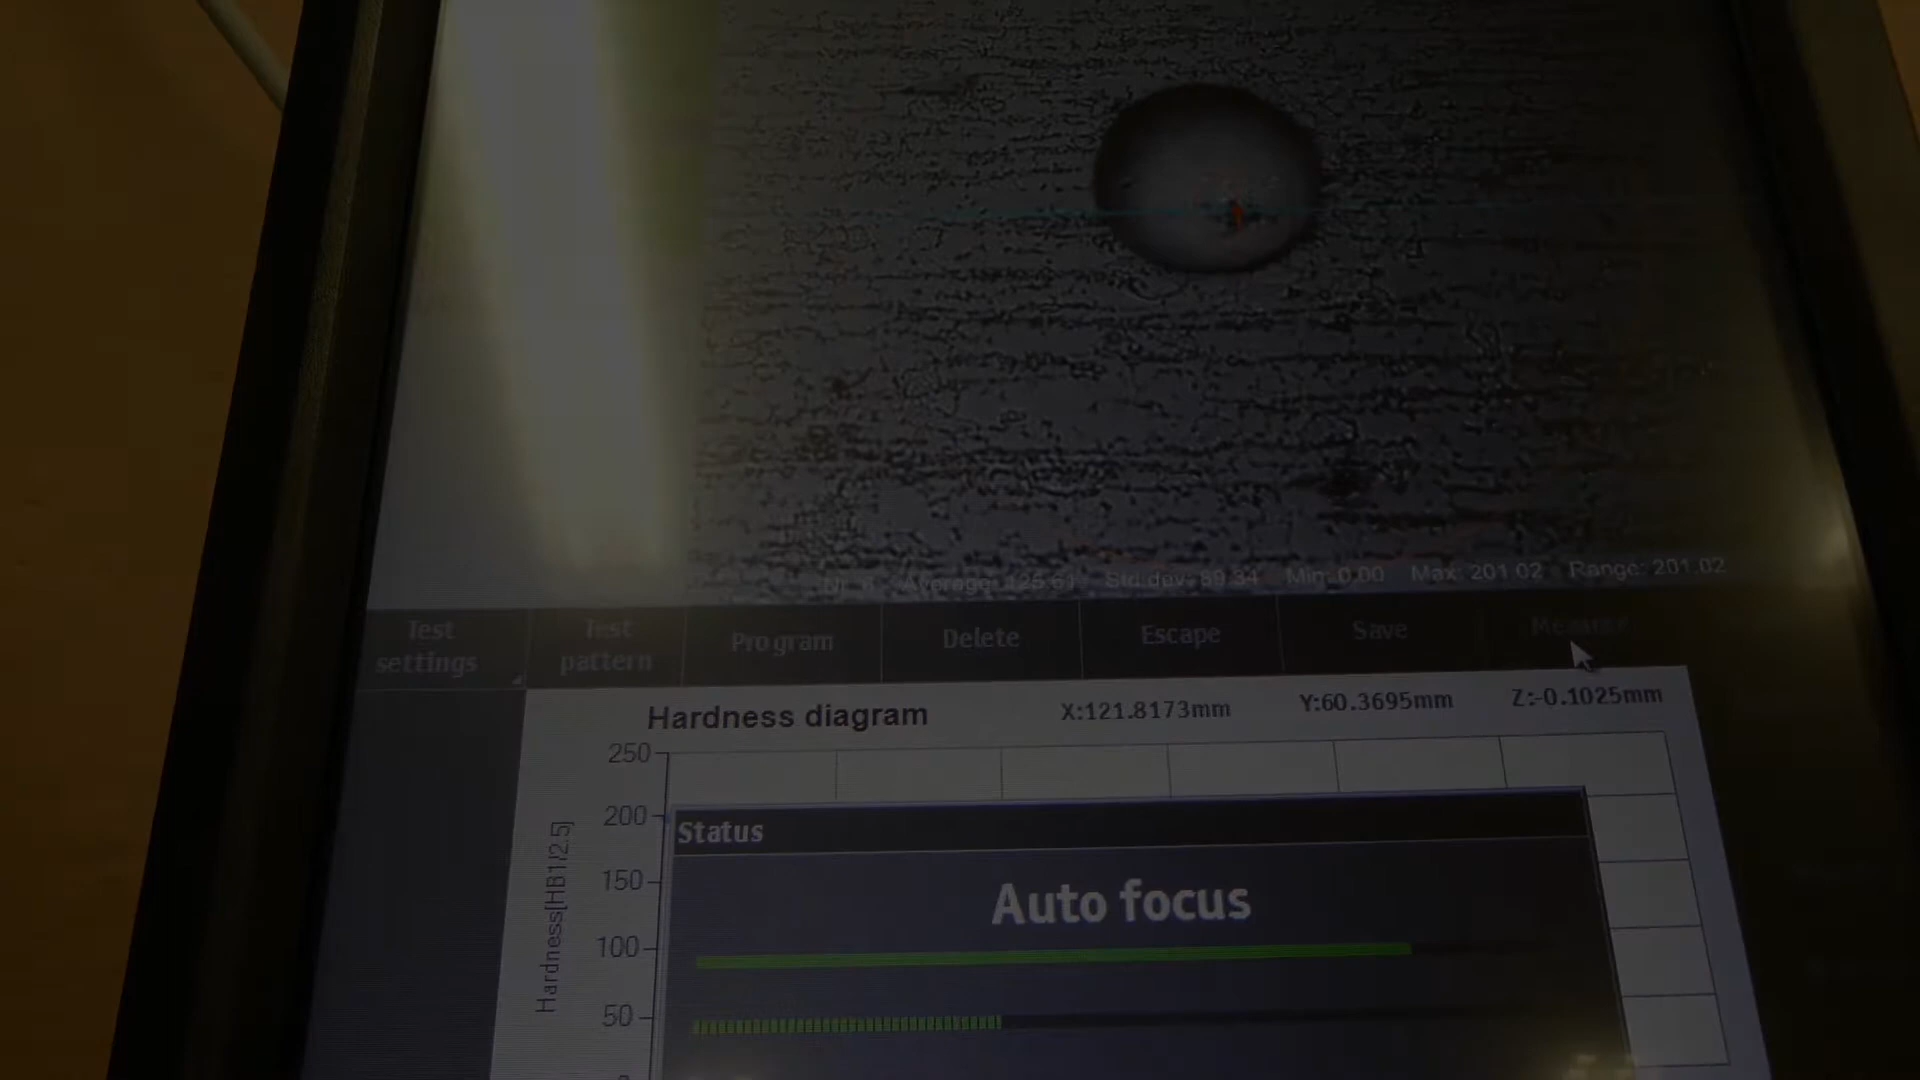 Average: 125.61 Std.dev: 89.34 Min: 0.00 Max: 201.02 Range: 201.02
Test settings
Test pattern
Program
Delete
Escape
Save
Hardness diagram X:121.8173mm Y:60.3695mm Z:-0.1025mm
250
200
150
100
50
Hardness[HB1/2.5]
Status
Auto focus